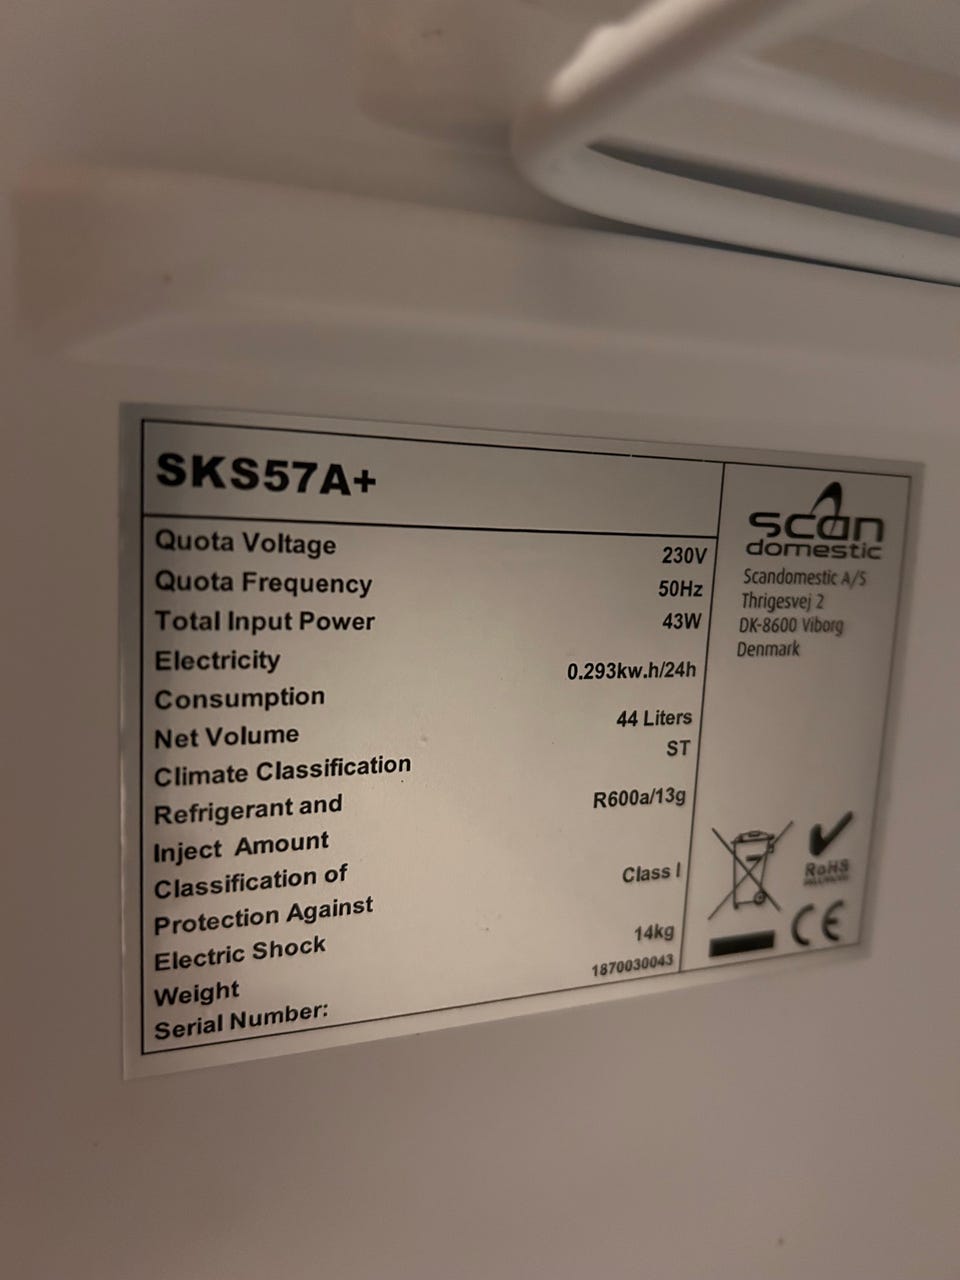 SKS57A+
Quota Voltage 230V
Quota Frequency 50Hz
Total Input Power 43W
Electricity
Consumption 0.293kw.h/24h
Net Volume 44 Liters
Climate Classification ST
Refrigerant and
Inject Amount R600a/13g
Classification of
Protection Against
Electric Shock Class I
Weight 14kg
Serial Number: 1870030043
scan
domestic
Scandomestic A/S
Thrigesvej 2
DK-8600 Viborg
Denmark
RoHS
CE